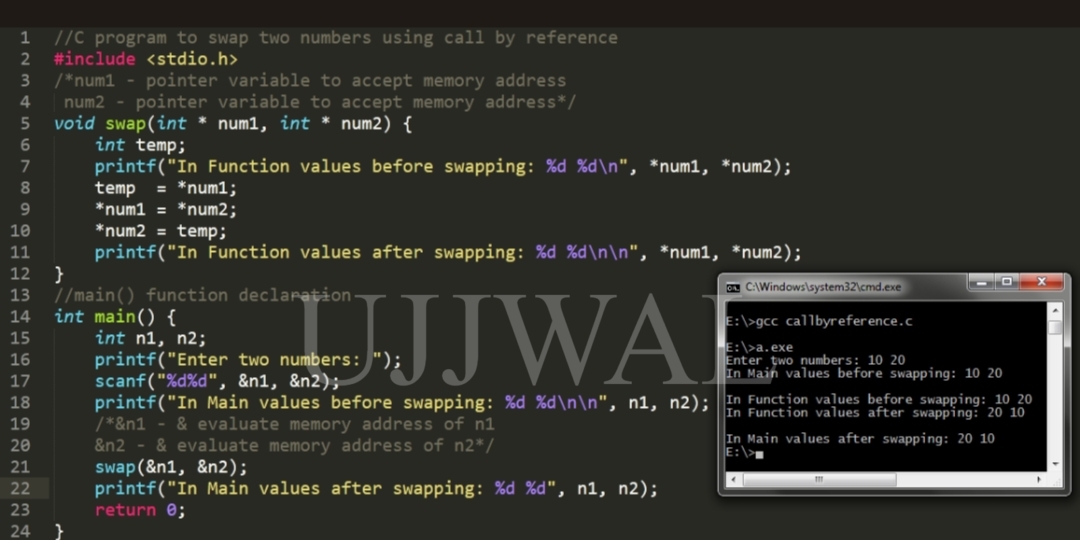 1 //C program to swap two numbers using call by reference
2 #include <stdio.h>
3 /*num1 - pointer variable to accept memory address
4  num2 - pointer variable to accept memory address*/
5 void swap(int * num1, int * num2) {
6     int temp;
7     printf("In Function values before swapping: %d %d\n", *num1, *num2);
8     temp  = *num1;
9     *num1 = *num2;
10     *num2 = temp;
11     printf("In Function values after swapping: %d %d\n\n", *num1, *num2);
12 }
13 //main() function declaration
14 int main() {
15     int n1, n2;
16     printf("Enter two numbers: ");
17     scanf("%d%d", &n1, &n2);
18     printf("In Main values before swapping: %d %d\n\n", n1, n2);
19     /*&n1 - & evaluate memory address of n1
20     &n2 - & evaluate memory address of n2*/
21     swap(&n1, &n2);
22     printf("In Main values after swapping: %d %d", n1, n2);
23     return 0;
24 }
UJJWAL
C:\Windows\system32\cmd.exe
E:\>gcc callbyreference.c
E:\>a.exe
Enter two numbers: 10 20
In Main values before swapping: 10 20
In Function values before swapping: 10 20
In Function values after swapping: 20 10
In Main values after swapping: 20 10
E:\>